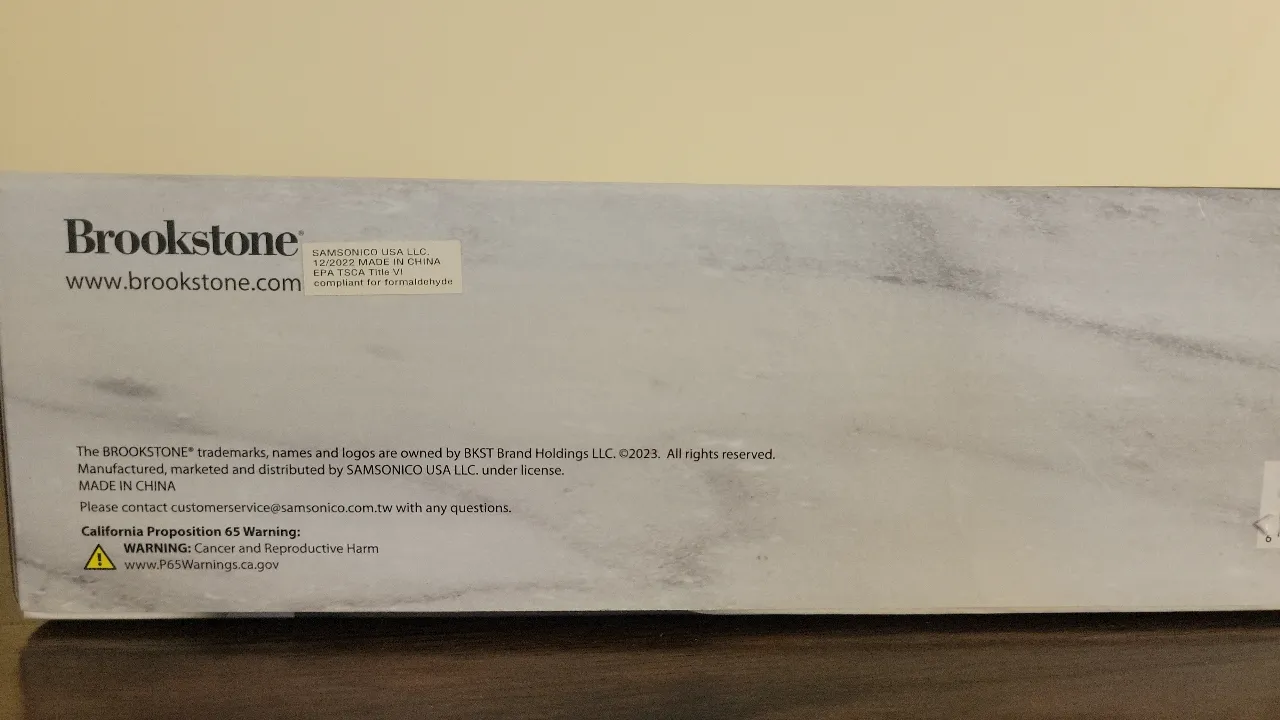 Brookstone®
www.brookstone.com
SAMSONICO USA LLC.
12/2022 MADE IN CHINA
EPA TSCA Title VI
compliant for formaldehyde
The BROOKSTONE® trademarks, names and logos are owned by BKST Brand Holdings LLC. ©2023. All rights reserved.
Manufactured, marketed and distributed by SAMSONICO USA LLC. under license.
MADE IN CHINA
Please contact customerservice@samsonico.com.tw with any questions.
California Proposition 65 Warning:
WARNING: Cancer and Reproductive Harm
www.P65Warnings.ca.gov
6